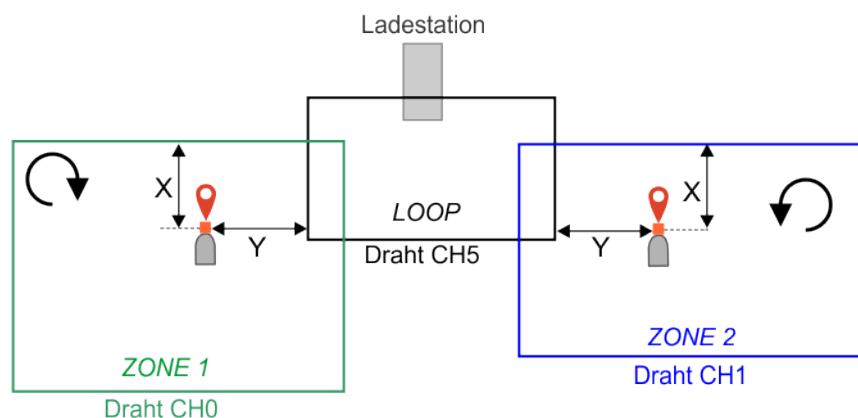 Ladestation
X
X
LOOP
Y
Draht CH5
Y
ZONE 1
ZONE 2
Draht CH0
Draht CH1